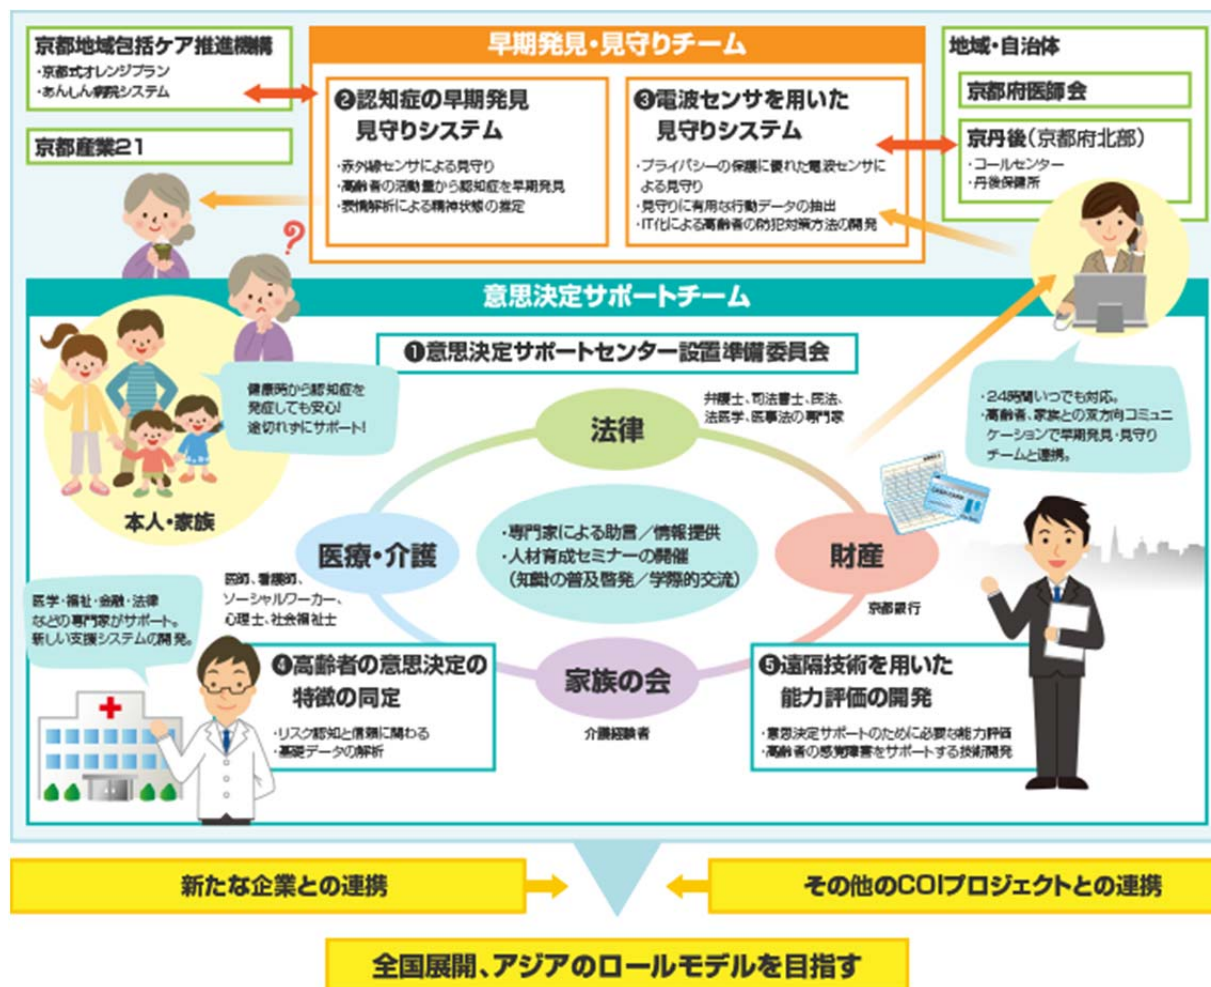 京都地域包括ケア推進機構
・京都式オレンジプラン
・あんしん病院システム
京都産業21
早期発見・見守りチーム
❷認知症の早期発見
見守りシステム
・赤外線センサによる見守り
・高齢者の活動量から認知症を早期発見
・表情解析による精神状態の推定
❸電波センサを用いた
見守りシステム
・プライバシーの保護に優れた電波センサに
よる見守り
・見守りに有用な行動データの抽出
・IT化による高齢者の防犯対策方法の開発
地域・自治体
京都府医師会
京丹後(京都府北部)
・コールセンター
・丹後保健所
?
意思決定サポートチーム
❶意思決定サポートセンター設置準備委員会
健康時から認知症を
発症しても安心!
途切れずにサポート!
本人・家族
法律
弁護士、司法書士、民法、
法医学、医事法の専門家
・24時間いつでも対応。
・高齢者、家族との双方向コミュニ
ケーションで早期発見・見守り
チームと連携。
医療・介護
医師、看護師、
ソーシャルワーカー、
心理士、社会福祉士
・専門家による助言／情報提供
・人材育成セミナーの開催
(知識の普及啓発／学際的交流)
財産
京都銀行
CASH CARD
家族の会
介護経験者
医学・福祉・金融・法律
などの専門家がサポート。
新しい支援システムの開発。
❹高齢者の意思決定の
特徴の同定
・リスク認知と信頼に関わる
・基礎データの解析
❺遠隔技術を用いた
能力評価の開発
・意思決定サポートのために必要な能力評価
・高齢者の感覚障害をサポートする技術開発
新たな企業との連携
その他のCOIプロジェクトとの連携
全国展開、アジアのロールモデルを目指す